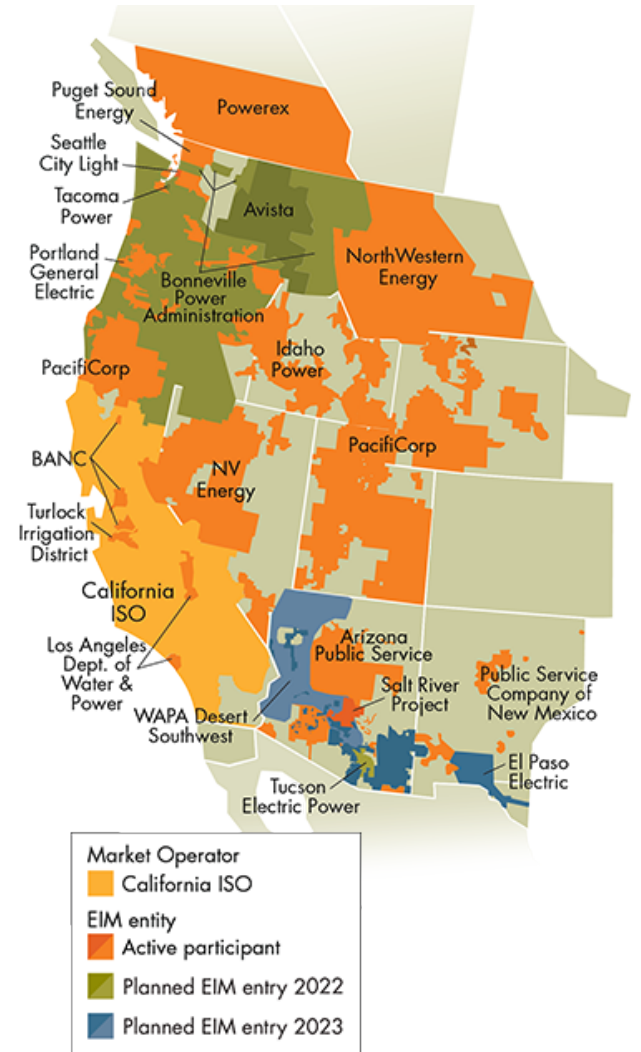 Puget Sound
Energy
Powerex
Seattle
City Light
Tacoma
Power
Avista
Portland
General
Electric
Bonneville
Power
Administration
NorthWestern
Energy
PacifiCorp
Idaho
Power
PacifiCorp
BANC
NV
Energy
Turlock
Irrigation
District
California
ISO
Los Angeles
Dept. of
Water &
Power
Arizona
Public Service
Salt River
Project
Public Service
Company of
New Mexico
WAPA Desert
Southwest
El Paso
Electric
Tucson
Electric Power
Market Operator
California ISO
EIM entity
Active participant
Planned EIM entry 2022
Planned EIM entry 2023